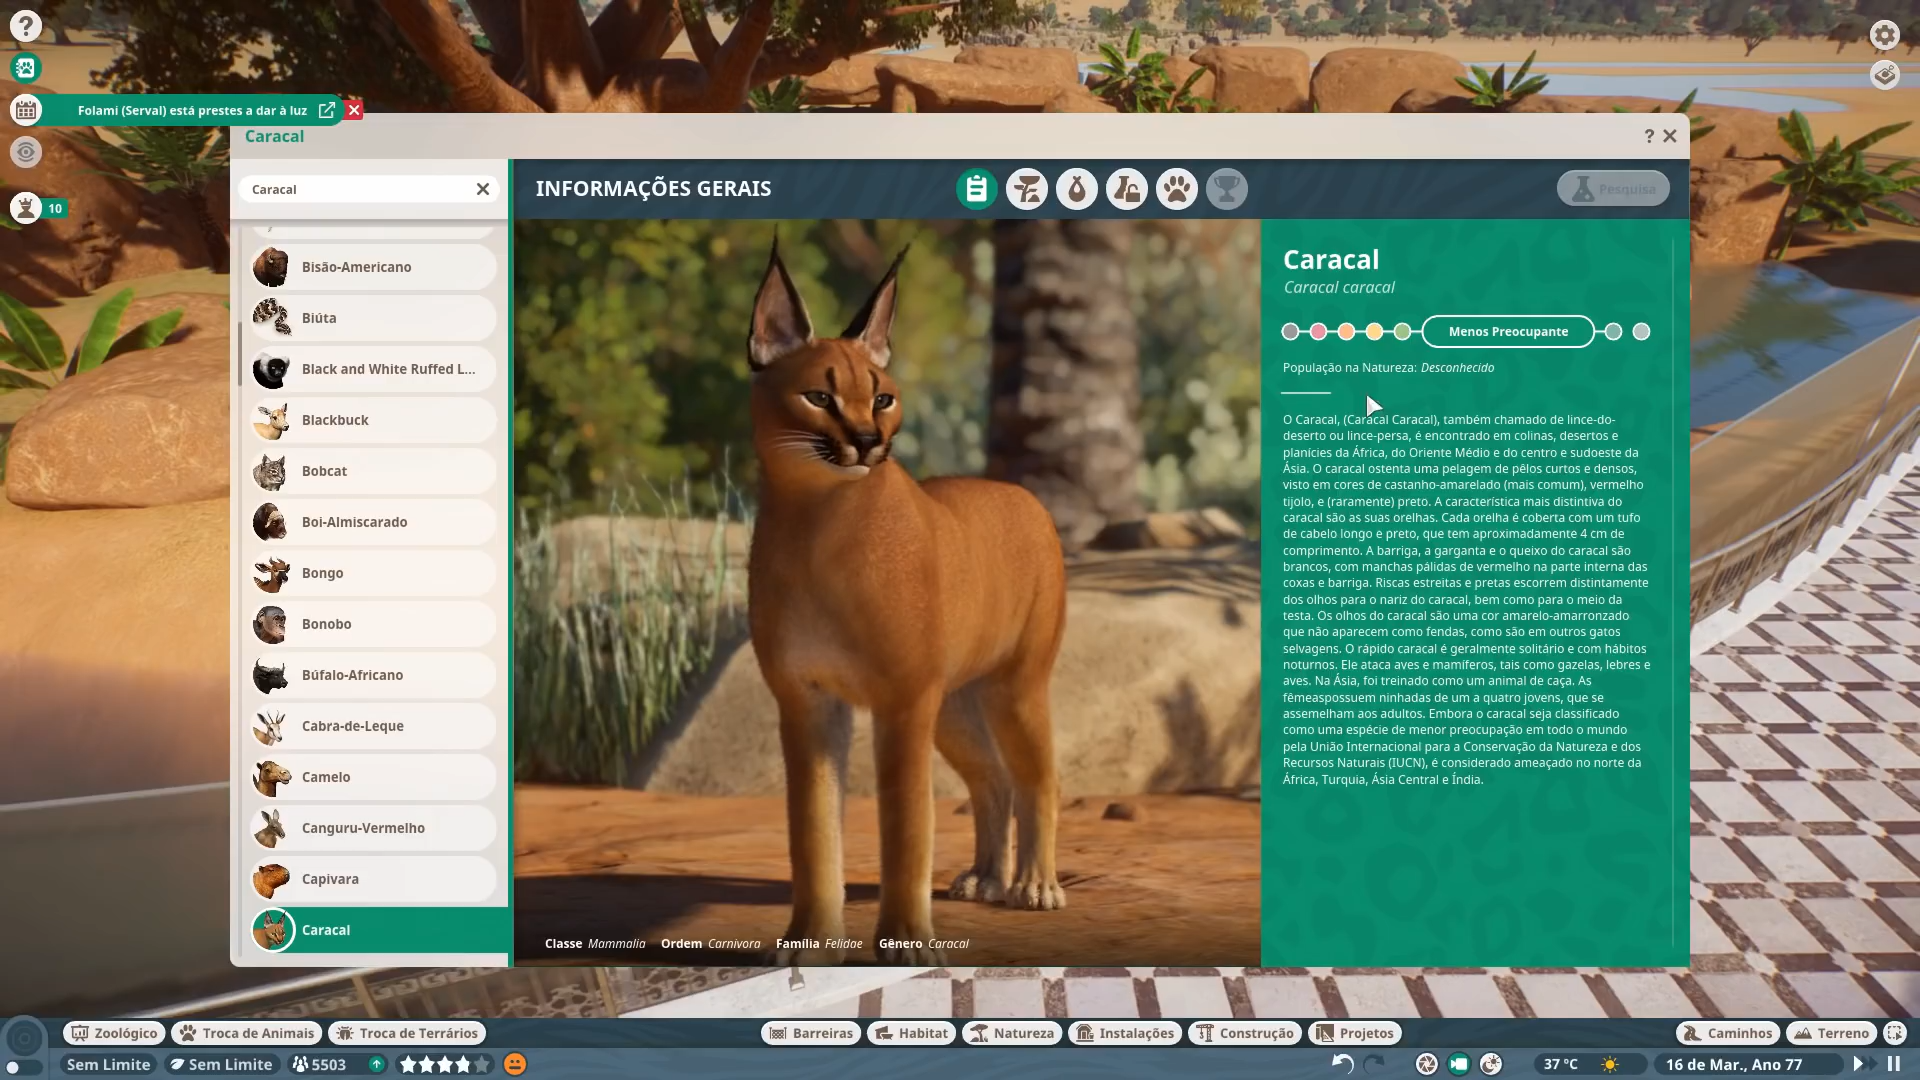 ?
Folami (Serval) está prestes a dar à luz
10
Caracal
?
Caracal
Bisão-Americano
Biúta
Black and White Ruffed L...
Blackbuck
Bobcat
Boi-Almiscarado
Bongo
Bonobo
Búfalo-Africano
Cabra-de-Leque
Camelo
Canguru-Vermelho
Capivara
Caracal
INFORMAÇÕES GERAIS
Pesquisa
Classe Mammalia Ordem Carnivora Família Felidae Gênero Caracal
Caracal
Caracal caracal
Menos Preocupante
População na Natureza: Desconhecido
O Caracal, (Caracal Caracal), também chamado de lince-do-
deserto ou lince-persa, é encontrado em colinas, desertos e
planícies da África, do Oriente Médio e do centro e sudoeste da
Ásia. O caracal ostenta uma pelagem de pêlos curtos e densos,
visto em cores de castanho-amarelado (mais comum), vermelho
tijolo, e (raramente) preto. A característica mais distintiva do
caracal são as suas orelhas. Cada orelha é coberta com um tufo
de cabelo longo e preto, que tem aproximadamente 4 cm de
comprimento. A barriga, a garganta e o queixo do caracal são
brancos, com manchas pálidas de vermelho na parte interna das
coxas e barriga. Riscas estreitas e pretas escorrem distintamente
dos olhos para o nariz do caracal, bem como para o meio da
testa. Os olhos do caracal são uma cor amarelo-amarronzado
que não aparecem como fendas, como são em outros gatos
selvagens. O rápido caracal é geralmente solitário e com hábitos
noturnos. Ele ataca aves e mamíferos, tais como gazelas, lebres e
aves. Na Ásia, foi treinado como um animal de caça. As
fêmeaspossuem ninhadas de um a quatro jovens, que se
assemelham aos adultos. Embora o caracal seja classificado
como uma espécie de menor preocupação em todo o mundo
pela União Internacional para a Conservação da Natureza e dos
Recursos Naturais (IUCN), é considerado ameaçado no norte da
África, Turquia, Ásia Central e Índia.
Zoológico Troca de Animais Troca de Terrários Barreiras Habitat Natureza Instalações Construção Projetos Caminhos Terreno
Sem Limite Sem Limite 5503 37 °C 16 de Mar., Ano 77